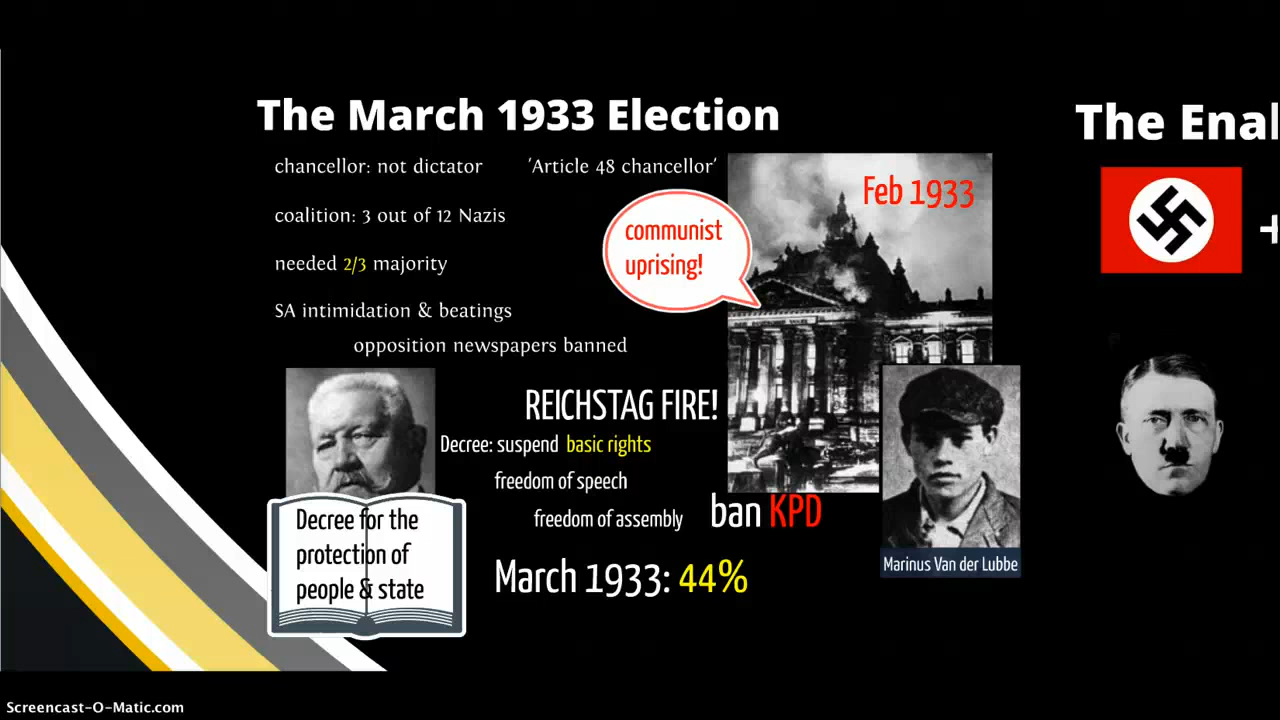 The March 1933 Election
The Enal
chancellor: not dictator
'Article 48 chancellor'
Feb 1933
coalition: 3 out of 12 Nazis
communist
uprising!
needed 2/3 majority
SA intimidation & beatings
opposition newspapers banned
REICHSTAG FIRE!
Decree: suspend basic rights
freedom of speech
freedom of assembly
ban KPD
Decree for the
protection of
people & state
Marinus Van der Lubbe
March 1933: 44%
+
Screencast-O-Matic.com